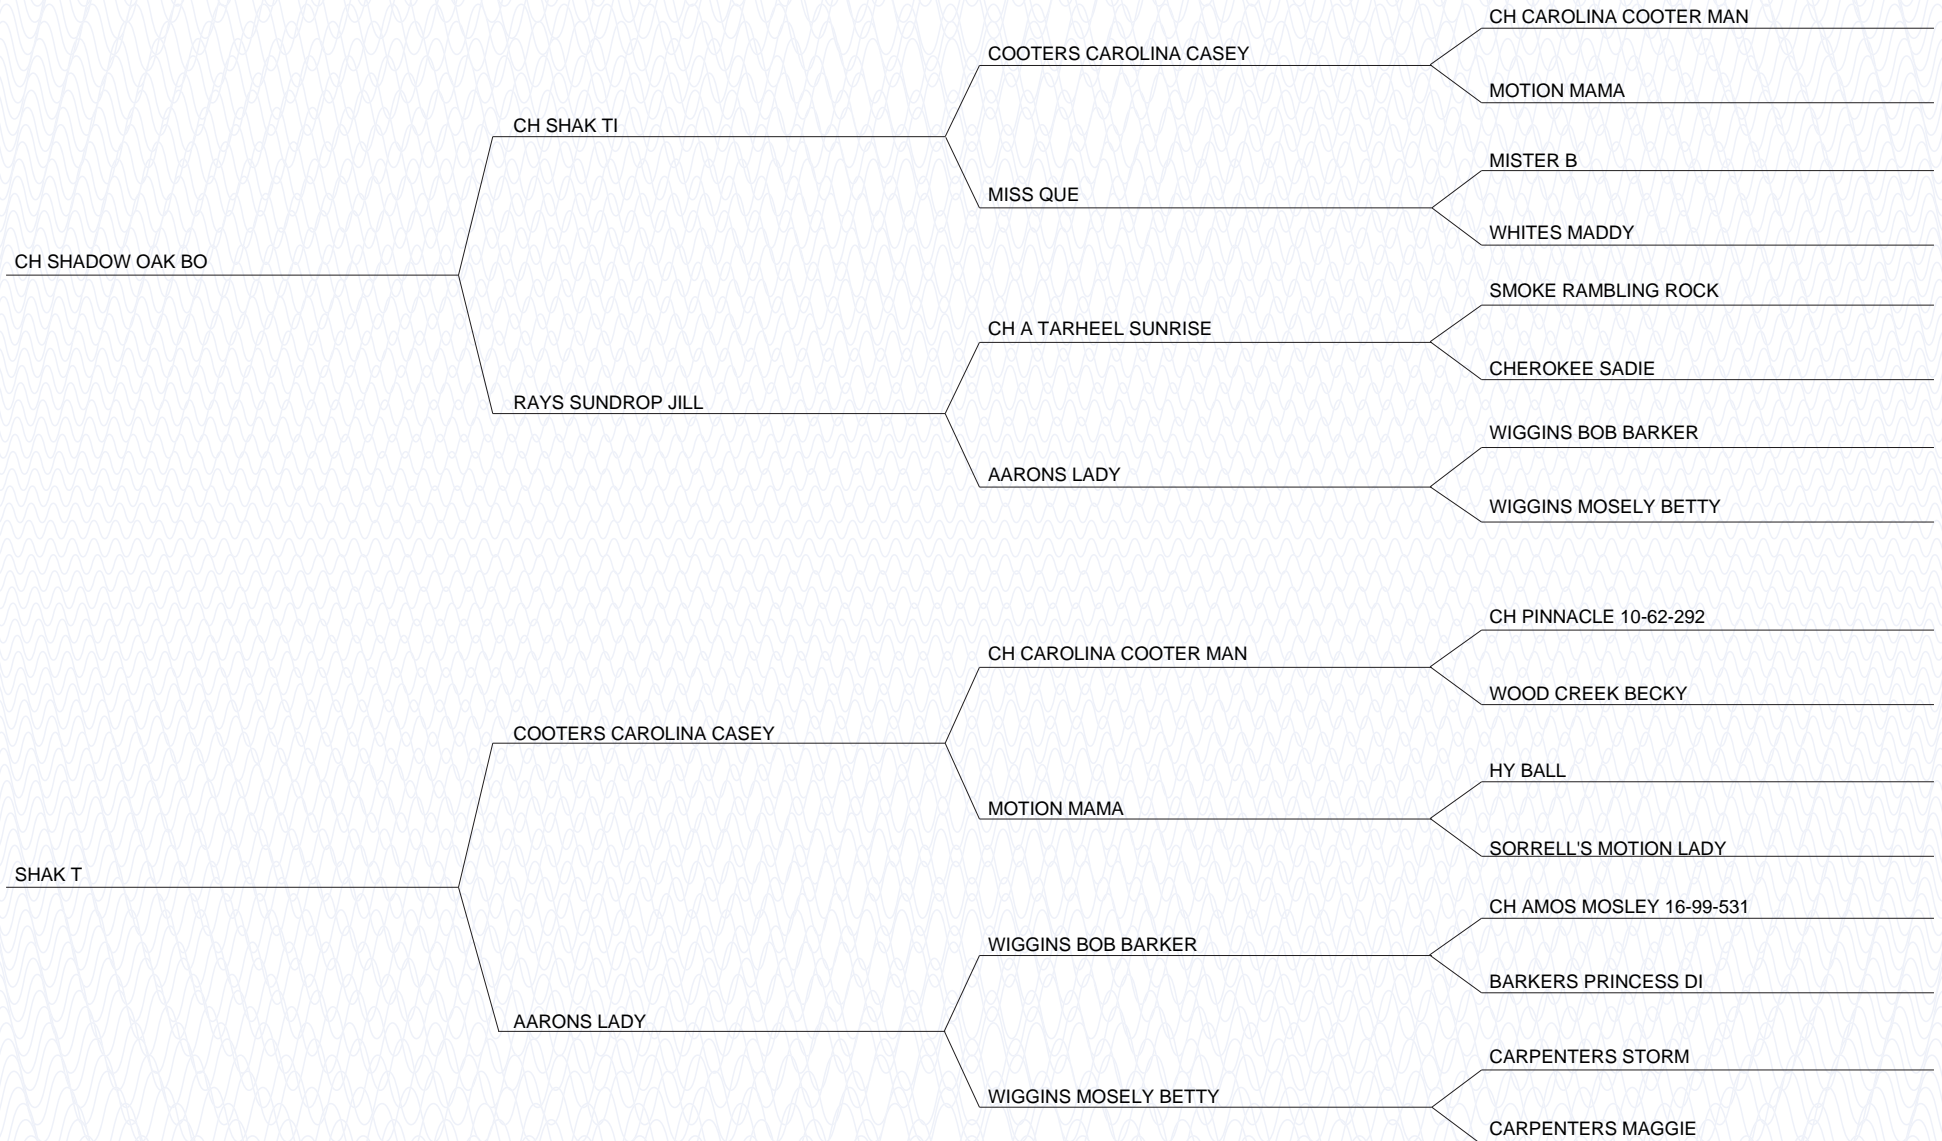 CH CAROLINA COOTER MAN
COOTERS CAROLINA CASEY
MOTION MAMA
CH SHAK TI
MISTER B
MISS QUE
WHITES MADDY
CH SHADOW OAK BO
SMOKE RAMBLING ROCK
CH A TARHEEL SUNRISE
CHEROKEE SADIE
RAYS SUNDROP JILL
WIGGINS BOB BARKER
AARONS LADY
WIGGINS MOSELY BETTY
CH PINNACLE 10-62-292
CH CAROLINA COOTER MAN
WOOD CREEK BECKY
COOTERS CAROLINA CASEY
HY BALL
MOTION MAMA
SORRELL'S MOTION LADY
SHAK T
CH AMOS MOSLEY 16-99-531
WIGGINS BOB BARKER
BARKERS PRINCESS DI
AARONS LADY
CARPENTERS STORM
WIGGINS MOSELY BETTY
CARPENTERS MAGGIE